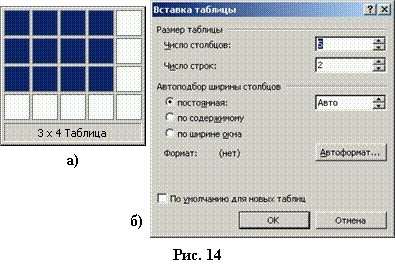 3 x 4 Таблица
а)
Вставка таблицы
Размер таблицы
Число столбцов: 5
Число строк: 2
Автоподбор ширины столбцов
постоянная: Авто
по содержимому
по ширине окна
Формат: (нет) Автоформат...
По умолчанию для новых таблиц
б)
ОК Отмена
Рис. 14